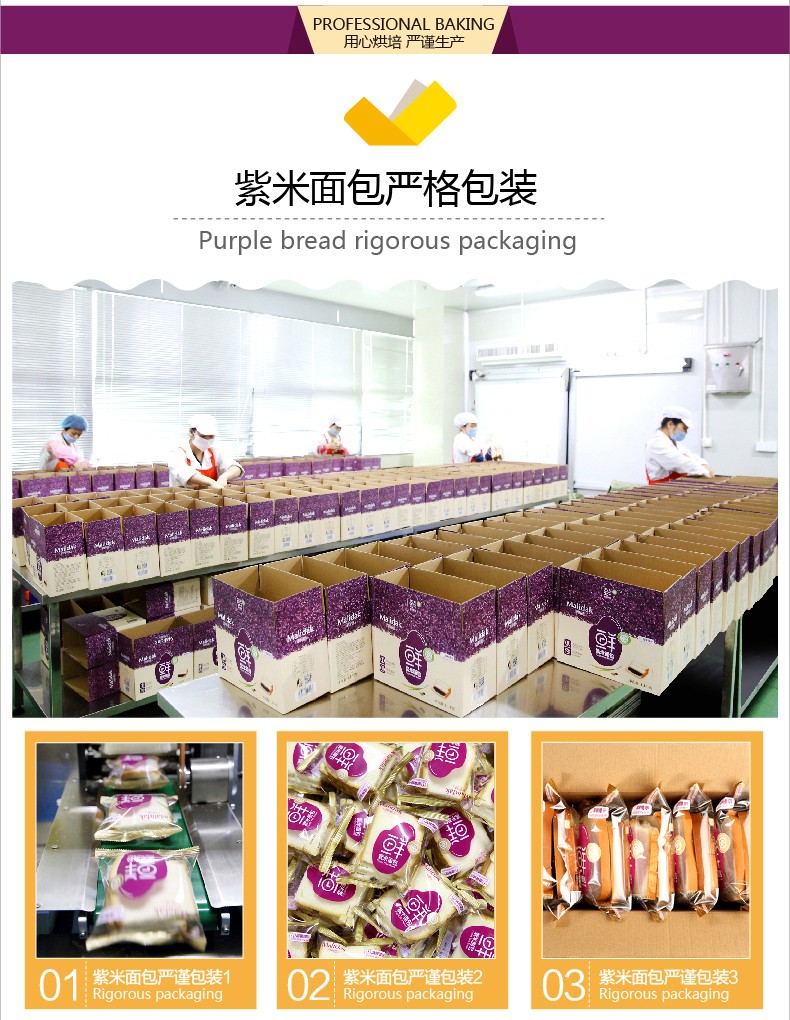 PROFESSIONAL BAKING
用心烘培 严谨生产
紫米面包严格包装
Purple bread rigorous packaging
Malidak
Malidak
Malidak
01
紫米面包严谨包装1
Rigorous packaging
02
紫米面包严谨包装2
Rigorous packaging
03
紫米面包严谨包装3
Rigorous packaging